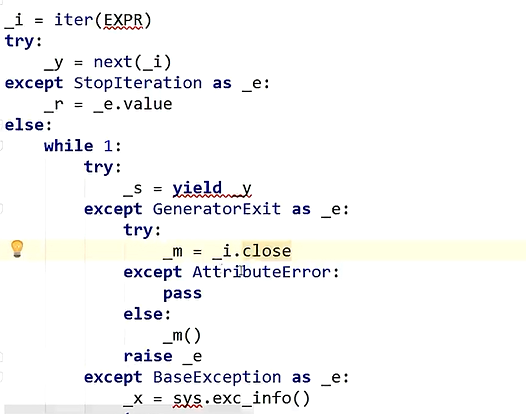 _i = iter(EXPR)
try:
    _y = next(_i)
except StopIteration as _e:
    _r = _e.value
else:
    while 1:
        try:
            _s = yield _y
        except GeneratorExit as _e:
            try:
                _m = _i.close
            except AttributeError:
                pass
            else:
                _m()
            raise _e
        except BaseException as _e:
            _x = sys.exc_info()